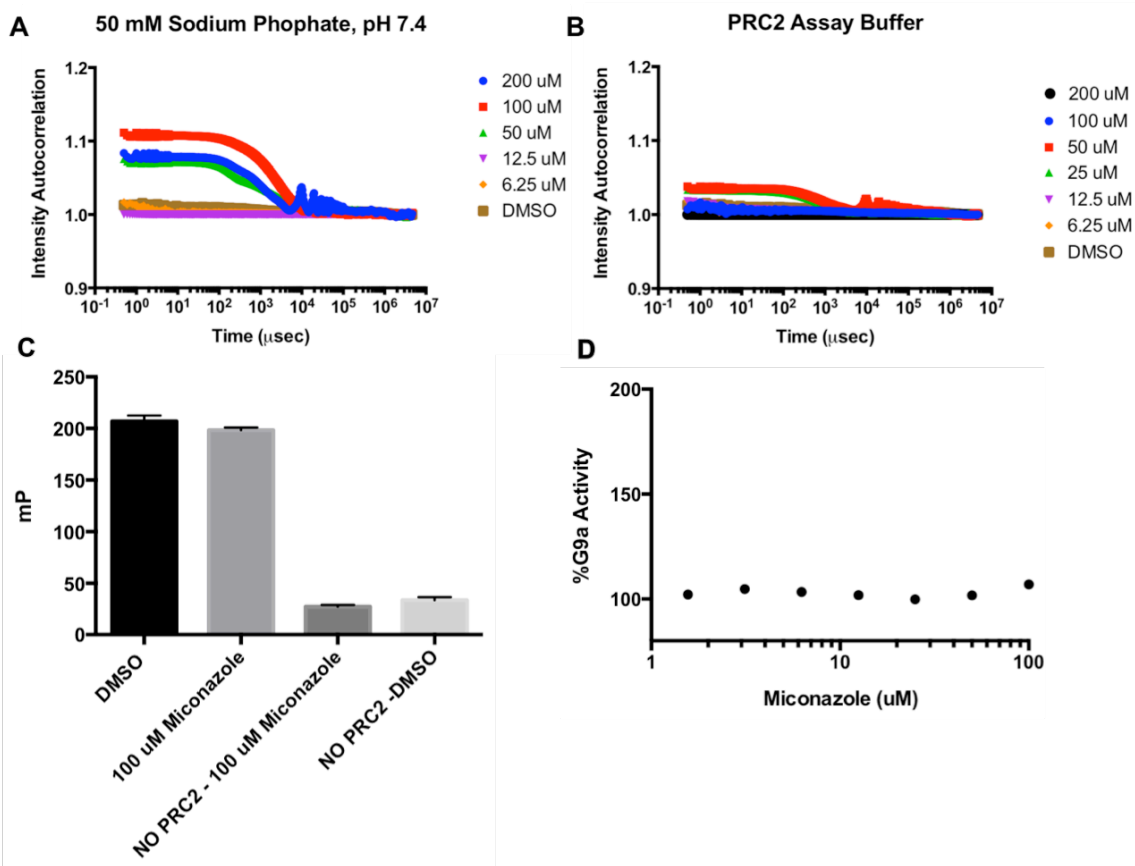 A
50 mM Sodium Phophate, pH 7.4
Intensity Autocorrelation
1.2
1.1
1.0
0.9
10-1 100 101 102 103 104 105 106 107
Time (μsec)
200 uM
100 uM
50 uM
12.5 uM
6.25 uM
DMSO
B
PRC2 Assay Buffer
Intensity Autocorrelation
1.2
1.1
1.0
0.9
10-1 100 101 102 103 104 105 106 107
Time (μsec)
200 uM
100 uM
50 uM
25 uM
12.5 uM
6.25 uM
DMSO
C
mP
250
200
150
100
50
0
DMSO
100 uM Miconazole
NO PRC2 - 100 uM Miconazole
NO PRC2 -DMSO
D
%G9a Activity
200
150
100
1 10 100
Miconazole (uM)